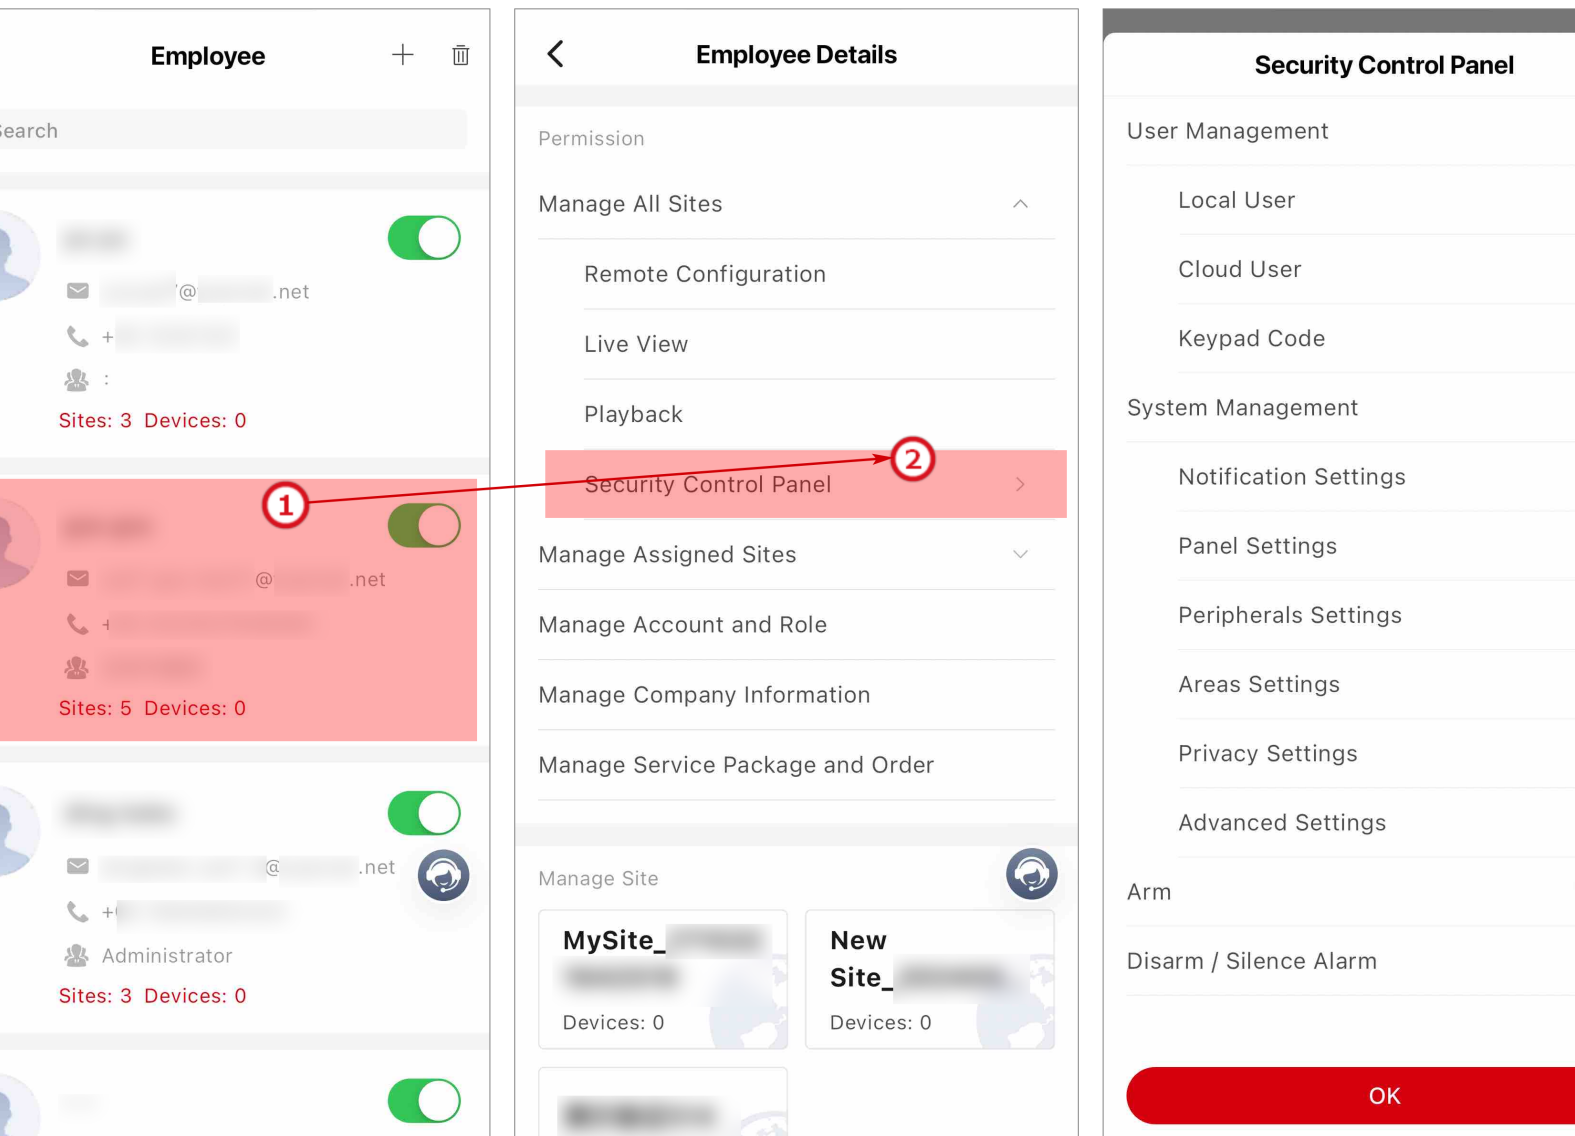 Employee
Search
@ .net
+
:
Sites: 3 Devices: 0
1
@ .net
+
Sites: 5 Devices: 0
@ .net
+
Administrator
Sites: 3 Devices: 0
Employee Details
Permission
Manage All Sites
Remote Configuration
Live View
Playback
2
Security Control Panel
Manage Assigned Sites
Manage Account and Role
Manage Company Information
Manage Service Package and Order
Manage Site
MySite_
Devices: 0
New
Site_
Devices: 0
Security Control Panel
User Management
Local User
Cloud User
Keypad Code
System Management
Notification Settings
Panel Settings
Peripherals Settings
Areas Settings
Privacy Settings
Advanced Settings
Arm
Disarm / Silence Alarm
OK